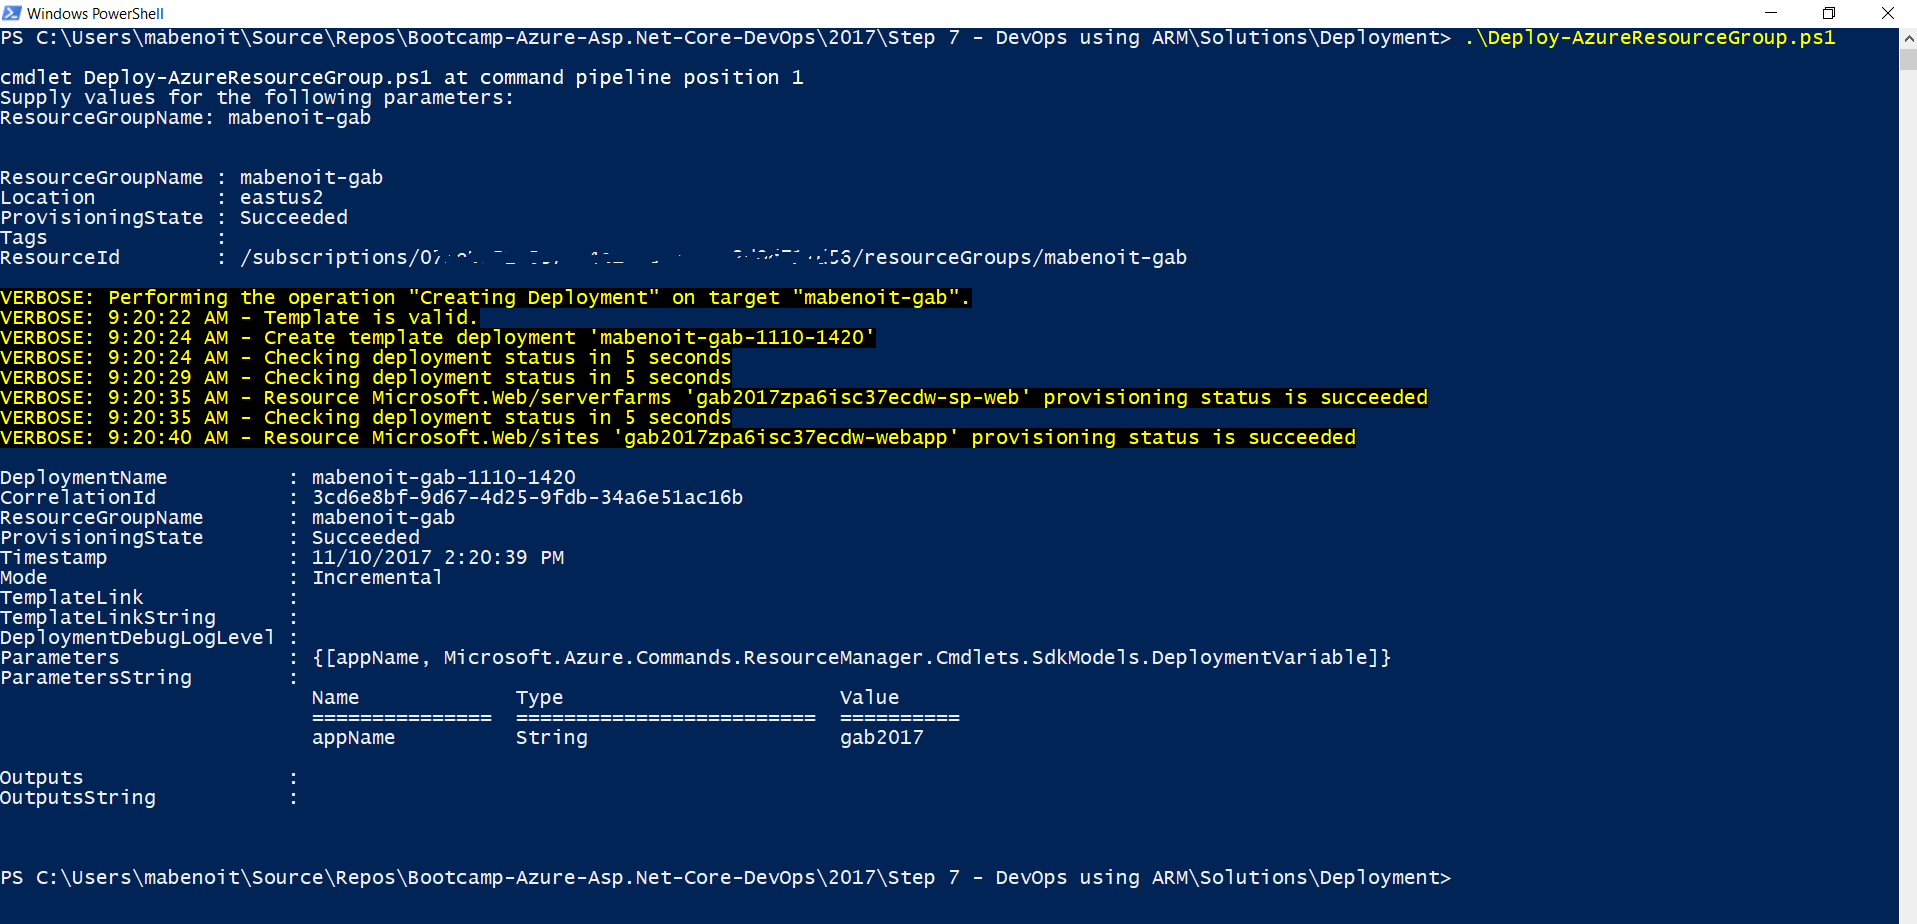 Windows PowerShell
PS C:\Users\mabenoit\Source\Repos\Bootcamp-Azure-Asp.Net-Core-DevOps\2017\Step 7 - DevOps using ARM\Solutions\Deployment> .\Deploy-AzureResourceGroup.ps1
cmdlet Deploy-AzureResourceGroup.ps1 at command pipeline position 1
Supply values for the following parameters:
ResourceGroupName: mabenoit-gab
ResourceGroupName : mabenoit-gab
Location : eastus2
ProvisioningState : Succeeded
Tags :
ResourceId : /subscriptions/ /resourceGroups/mabenoit-gab
VERBOSE: Performing the operation "Creating Deployment" on target "mabenoit-gab".
VERBOSE: 9:20:22 AM - Template is valid.
VERBOSE: 9:20:24 AM - Create template deployment 'mabenoit-gab-1110-1420'
VERBOSE: 9:20:24 AM - Checking deployment status in 5 seconds
VERBOSE: 9:20:29 AM - Checking deployment status in 5 seconds
VERBOSE: 9:20:35 AM - Resource Microsoft.Web/serverfarms 'gab2017zpa6isc37ecdw-sp-web' provisioning status is succeeded
VERBOSE: 9:20:35 AM - Checking deployment status in 5 seconds
VERBOSE: 9:20:40 AM - Resource Microsoft.Web/sites 'gab2017zpa6isc37ecdw-webapp' provisioning status is succeeded
DeploymentName : mabenoit-gab-1110-1420
CorrelationId : 3cd6e8bf-9d67-4d25-9fdb-34a6e51ac16b
ResourceGroupName : mabenoit-gab
ProvisioningState : Succeeded
Timestamp : 11/10/2017 2:20:39 PM
Mode : Incremental
TemplateLink :
TemplateLinkString :
DeploymentDebugLogLevel :
Parameters : {[appName, Microsoft.Azure.Commands.ResourceManager.Cmdlets.SdkModels.DeploymentVariable]}
ParametersString :
Name Type Value
=============== ========================= ==========
appName String gab2017
Outputs :
OutputsString :
PS C:\Users\mabenoit\Source\Repos\Bootcamp-Azure-Asp.Net-Core-DevOps\2017\Step 7 - DevOps using ARM\Solutions\Deployment>